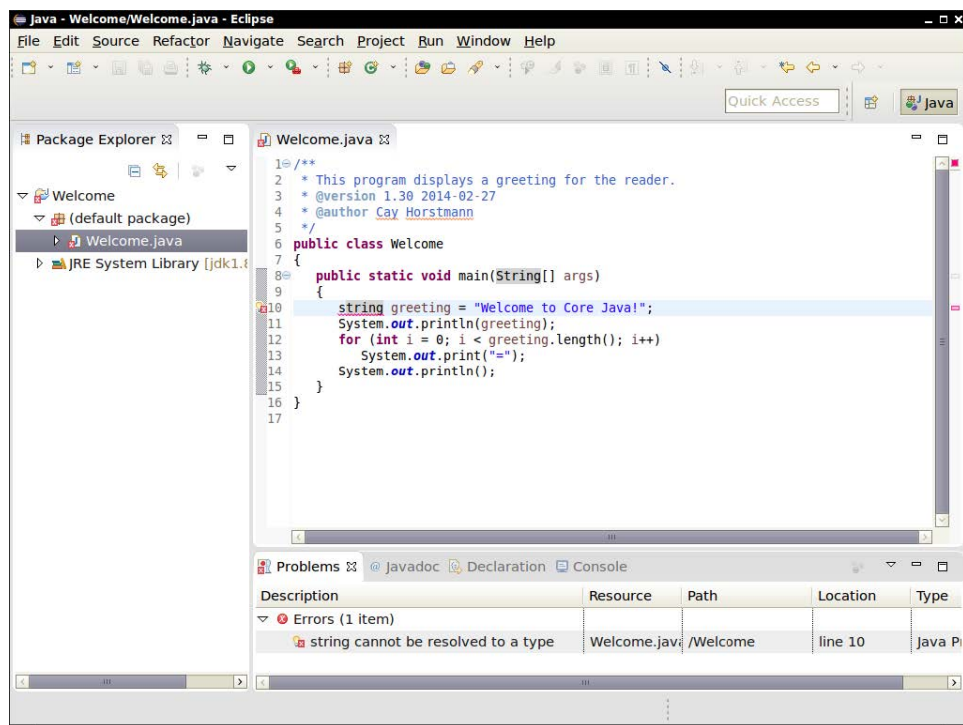 Java - Welcome/Welcome.java - Eclipse
File Edit Source Refactor Navigate Search Project Run Window Help
Quick Access
Java
Package Explorer
Welcome
(default package)
Welcome.java
JRE System Library [jdk1.8
Welcome.java
1 /**
2 * This program displays a greeting for the reader.
3 * @version 1.30 2014-02-27
4 * @author Cay Horstmann
5 */
6 public class Welcome
7 {
8 public static void main(String[] args)
9 {
10 string greeting = "Welcome to Core Java!";
11 System.out.println(greeting);
12 for (int i = 0; i < greeting.length(); i++)
13 System.out.print("=");
14 System.out.println();
15 }
16 }
17
Problems @ Javadoc Declaration Console
Description Resource Path Location Type
Errors (1 item)
string cannot be resolved to a type Welcome.java /Welcome line 10 Java P